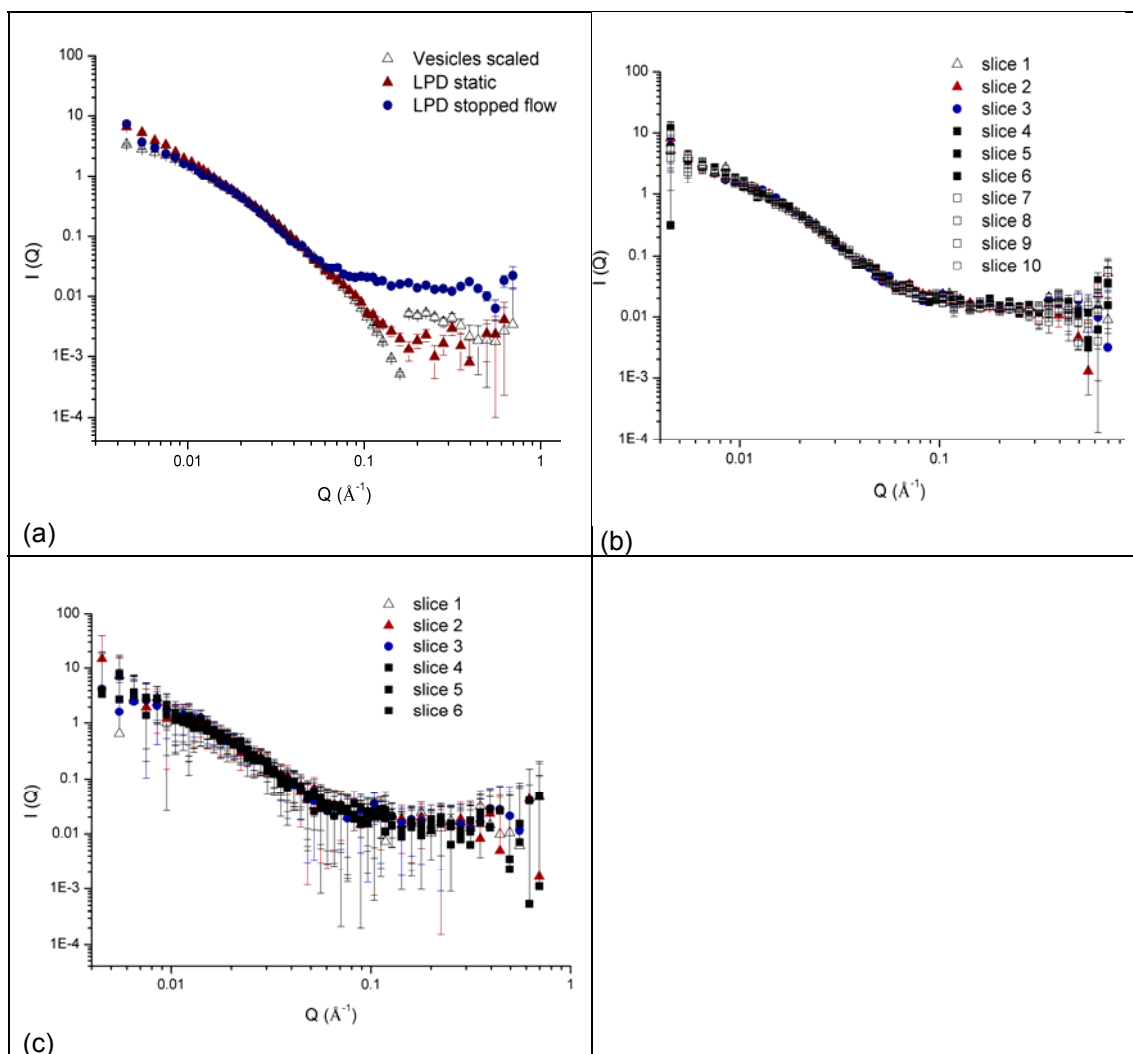 100
10
1
0.1
0.01
1E-3
1E-4
I (Q)
Vesicles scaled
LPD static
LPD stopped flow
0.01
0.1
1
Q (Å⁻¹)
(a)
100
10
1
0.1
0.01
1E-3
1E-4
I (Q)
slice 1
slice 2
slice 3
slice 4
slice 5
slice 6
slice 7
slice 8
slice 9
slice 10
0.01
0.1
Q (Å⁻¹)
(b)
100
10
1
0.1
0.01
1E-3
1E-4
I (Q)
slice 1
slice 2
slice 3
slice 4
slice 5
slice 6
0.01
0.1
1
Q (Å⁻¹)
(c)